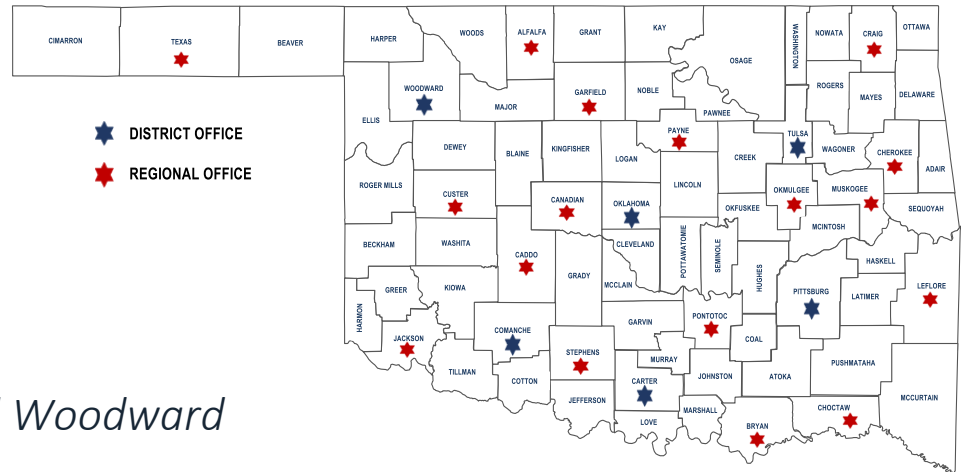 CIMARRON
TEXAS
BEAVER
HARPER
WOODS
ALFALFA
GRANT
KAY
OSAGE
WASHINGTON
NOWATA
CRAIG
OTTAWA
WOODWARD
MAJOR
GARFIELD
NOBLE
PAWNEE
ROGERS
MAYES
DELAWARE
ELLIS
DISTRICT OFFICE
DEWEY
BLAINE
KINGFISHER
LOGAN
PAYNE
CREEK
TULSA
WAGONER
CHEROKEE
ADAIR
REGIONAL OFFICE
ROGER MILLS
CUSTER
CANADIAN
OKLAHOMA
LINCOLN
OKFUSKEE
OKMULGEE
MUSKOGEE
SEQUOYAH
BECKHAM
WASHITA
CADDO
GRADY
CLEVELAND
MCCLAIN
POTTAWATOMIE
SEMINOLE
HUGHES
MCINTOSH
HASKELL
HARMON
GREER
KIOWA
PITTSBURG
LATIMER
LEFLORE
JACKSON
COMANCHE
STEPHENS
GARVIN
PONTOTOC
COAL
TILLMAN
COTTON
JEFFERSON
MURRAY
CARTER
JOHNSTON
ATOKA
PUSHMATAHA
MCCURTAIN
Woodward
LOVE
MARSHALL
BRYAN
CHOCTAW